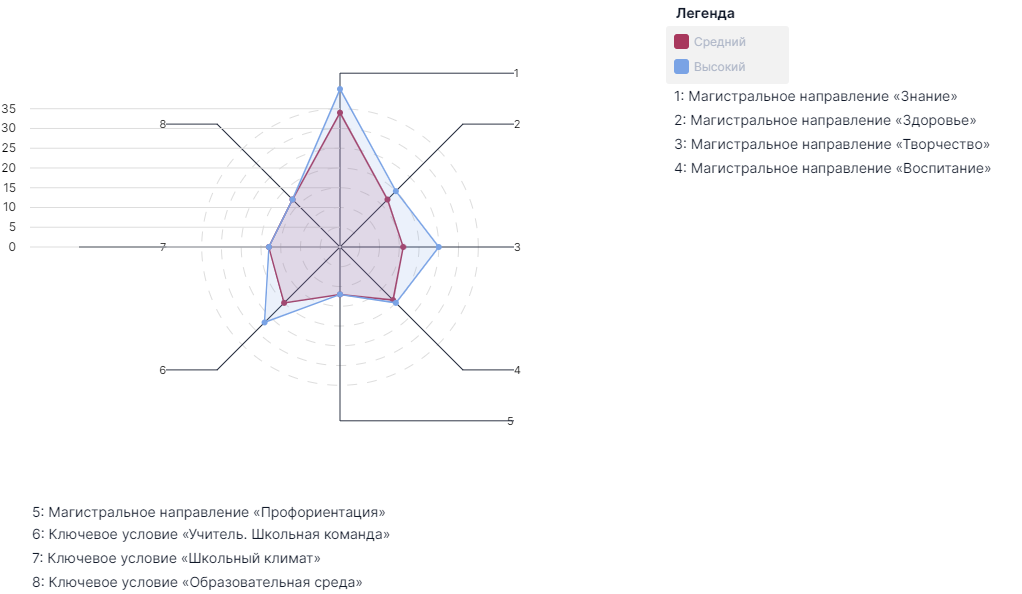 Легенда
Средний
Высокий
1: Магистральное направление «Знание»
2: Магистральное направление «Здоровье»
3: Магистральное направление «Творчество»
4: Магистральное направление «Воспитание»
1
35
30
8
2
25
20
15
10
5
0
7
3
6
4
5
5: Магистральное направление «Профориентация»
6: Ключевое условие «Учитель. Школьная команда»
7: Ключевое условие «Школьный климат»
8: Ключевое условие «Образовательная среда»